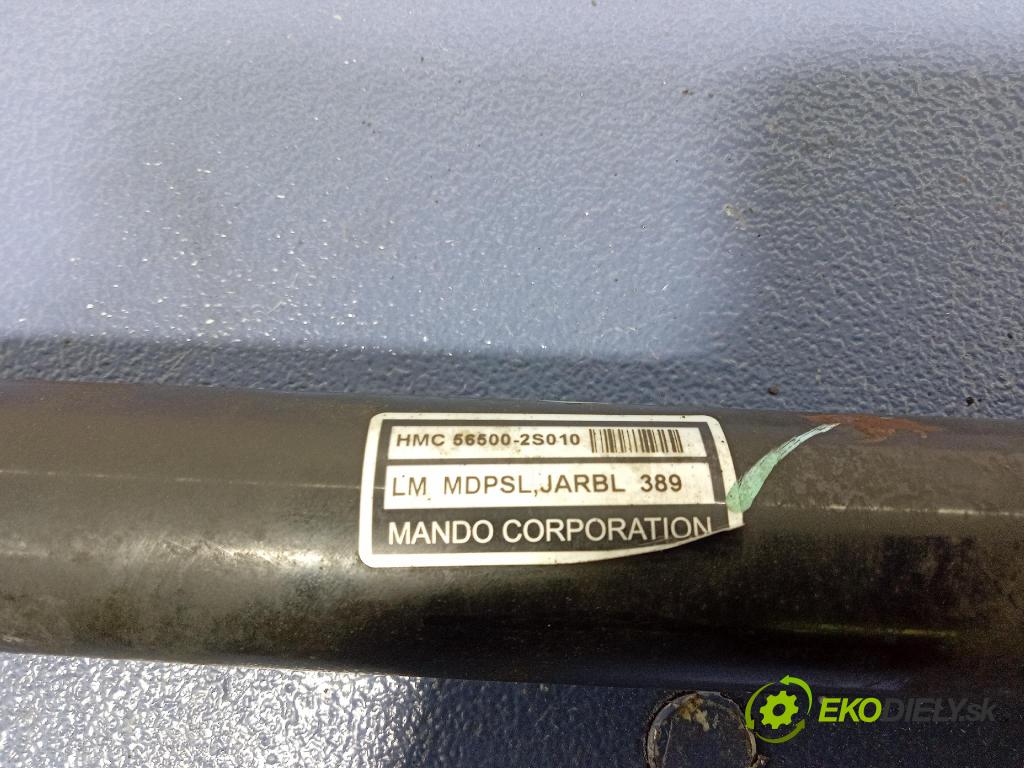 HMC 56500-2S010
LM MDPSL,JARBL 389
MANDO CORPORATION
EKODIELY.sk